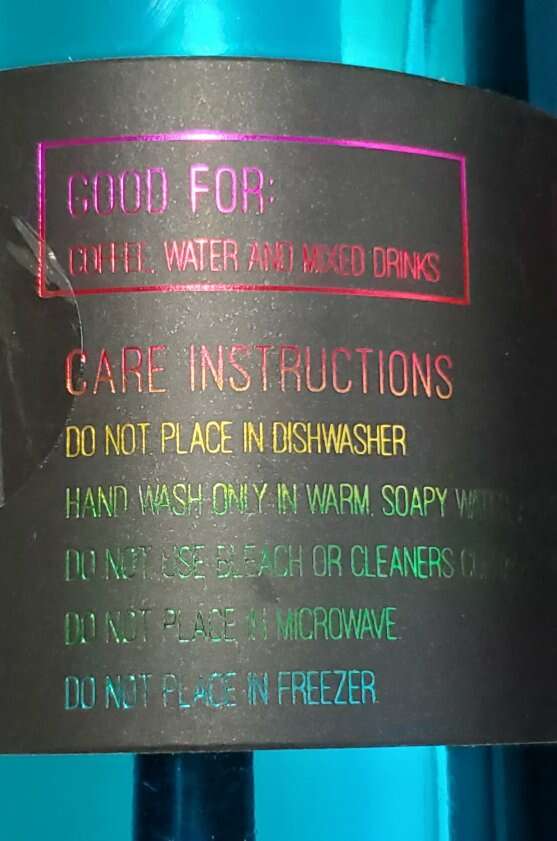 GOOD FOR:
COFFEE, WATER AND MIXED DRINKS
CARE INSTRUCTIONS
DO NOT PLACE IN DISHWASHER
HAND WASH ONLY IN WARM, SOAPY WATER
DO NOT USE BLEACH OR CLEANERS
DO NOT PLACE IN MICROWAVE
DO NOT PLACE IN FREEZER